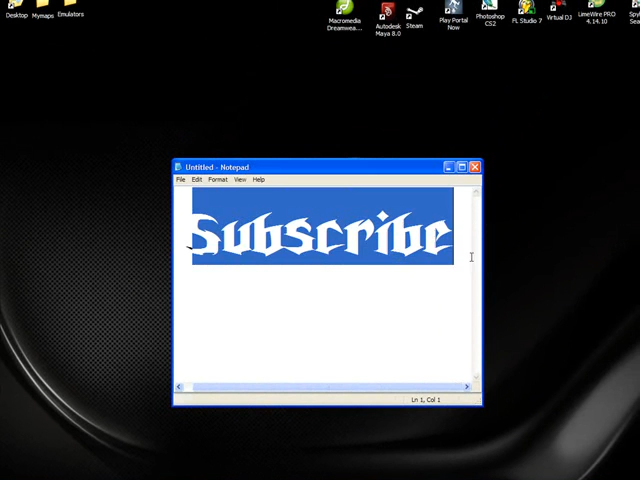 Desktop
Mymaps
Emulators
Macromedia
Dreamwea...
Autodesk
Maya 8.0
Steam
Play Portal
Now
Photoshop
CS2
FL Studio 7
Virtual DJ
LimeWire PRO
4.14.10
Untitled - Notepad
File Edit Format View Help
Subscribe
Ln 1, Col 1